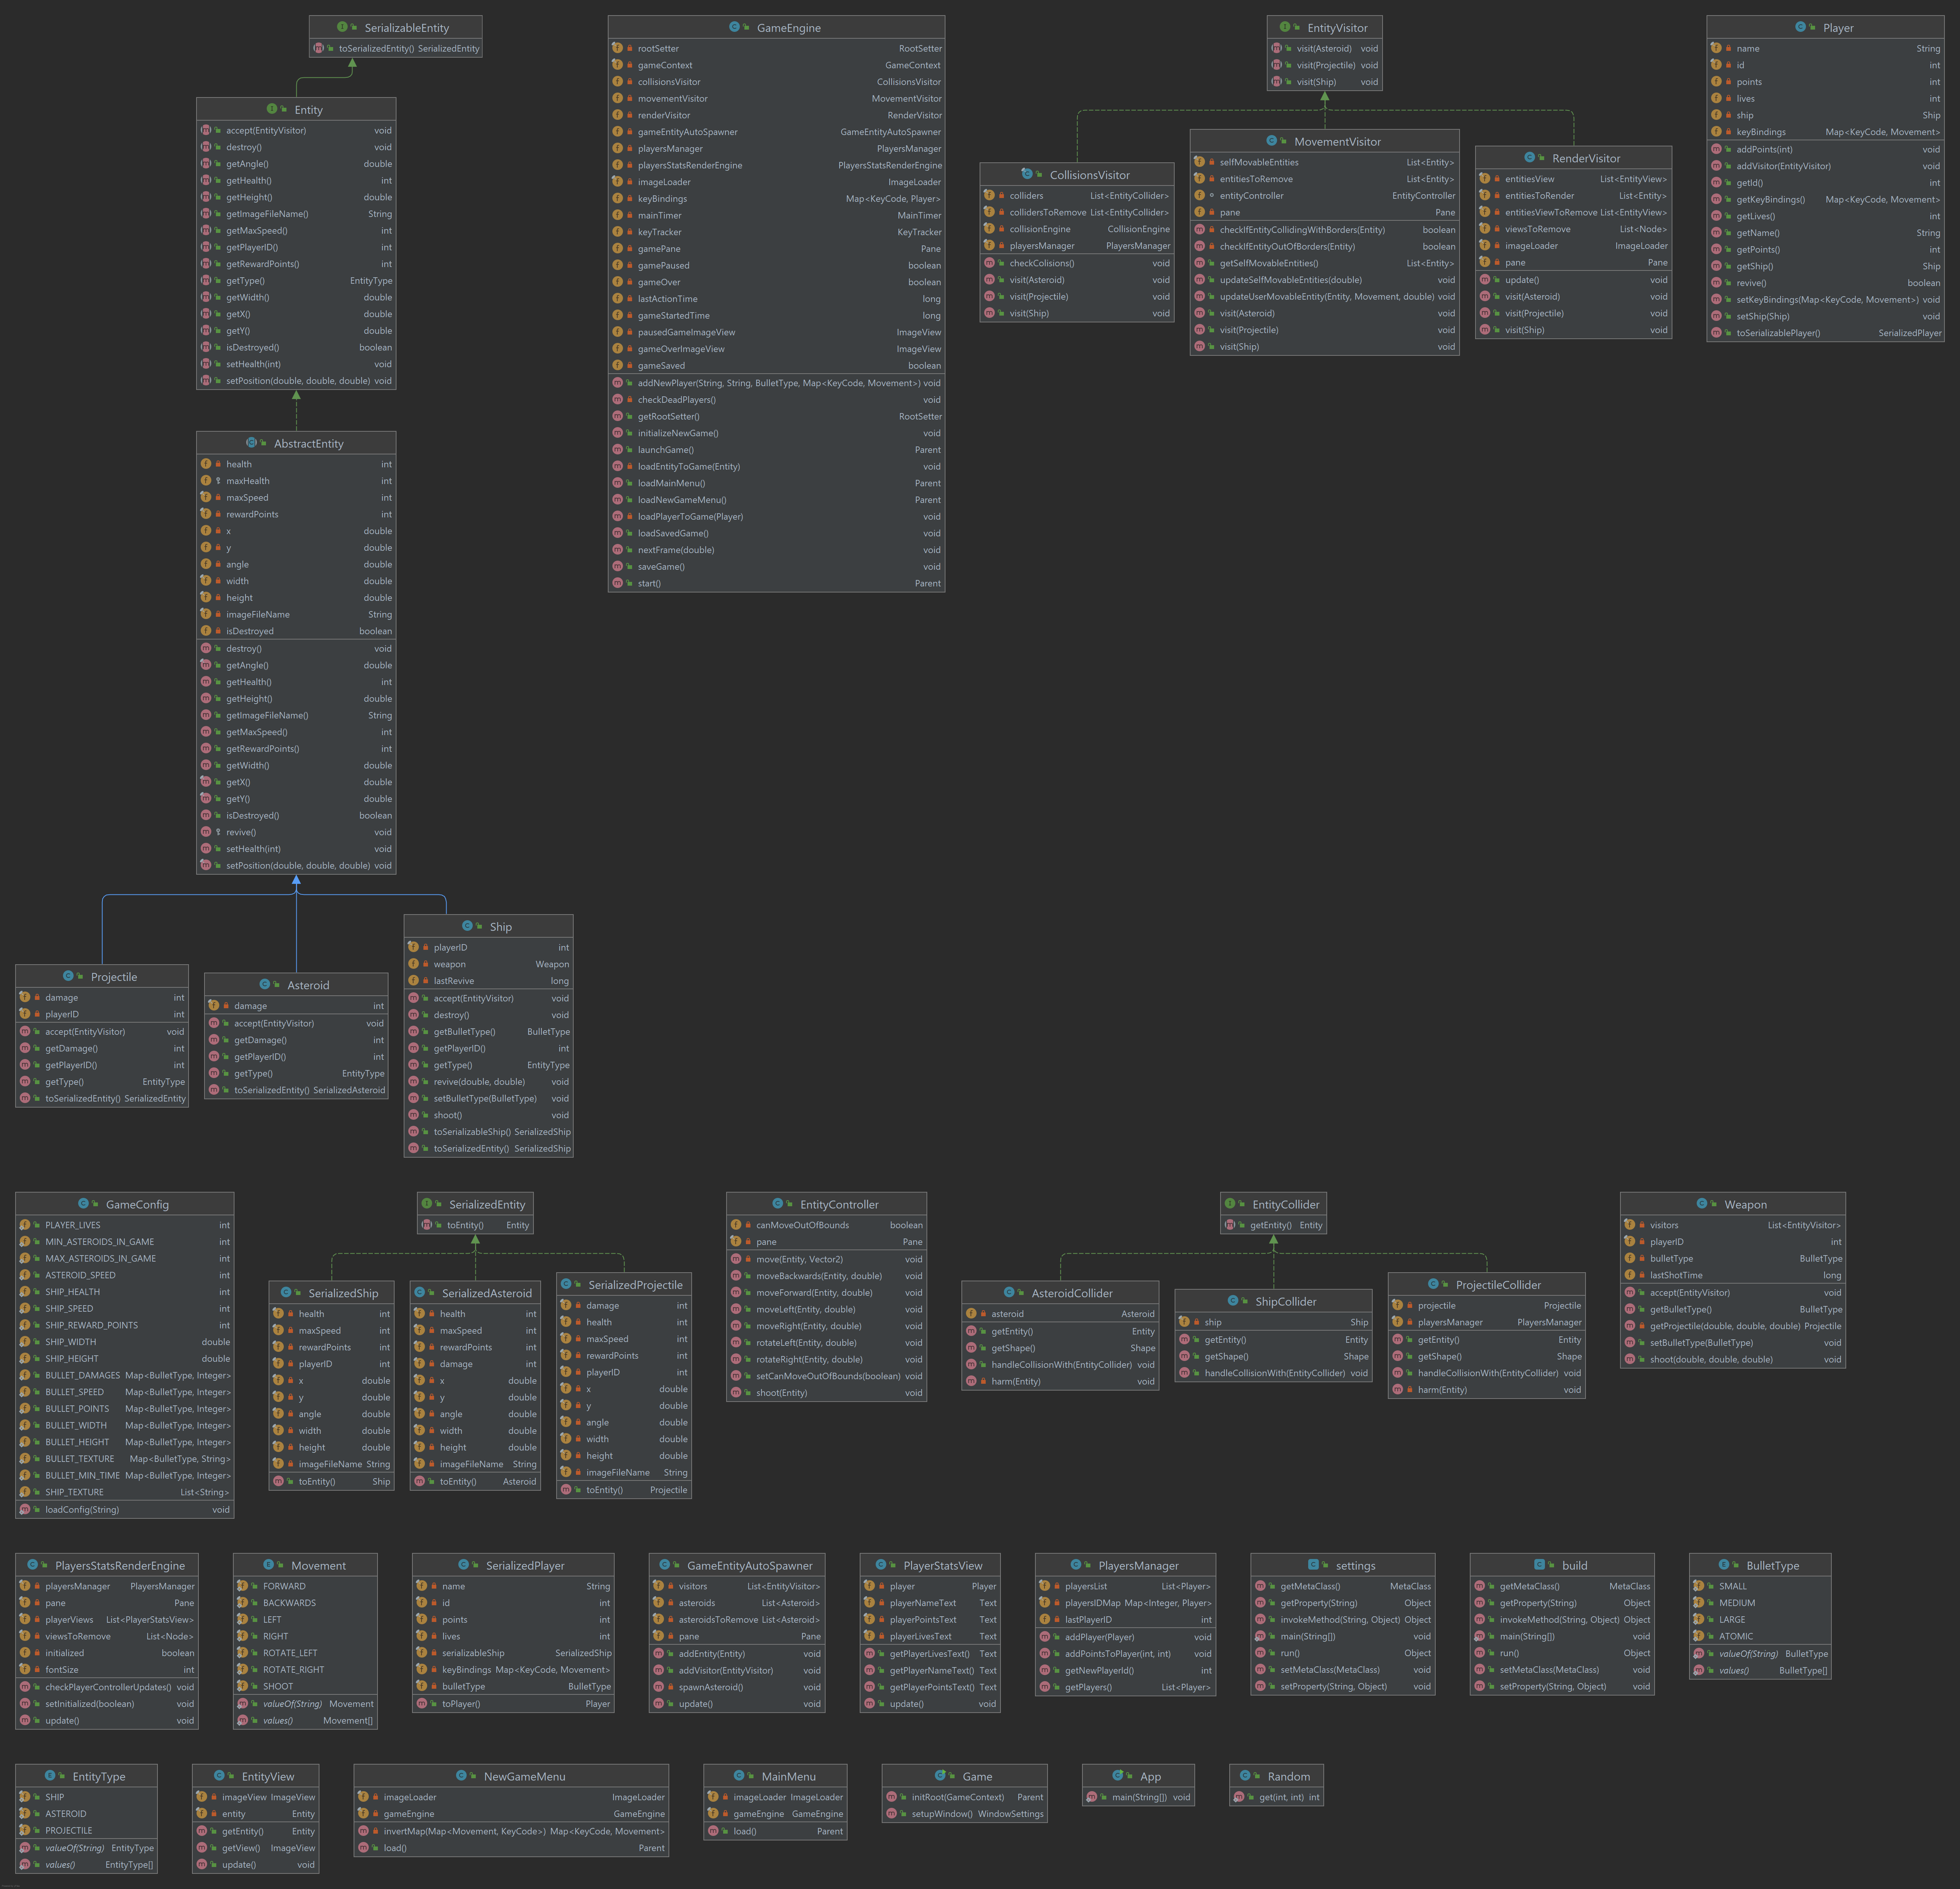 SerializableEntity
toSerializedEntity() SerializedEntity
Entity
accept(EntityVisitor) void
destroy() void
getAngle() double
getHealth() int
getHeight() double
getImageFileName() String
getMaxSpeed() int
getPlayerID() int
getRewardPoints() int
getType() EntityType
getWidth() double
getX() double
getY() double
isDestroyed() boolean
setHealth(int) void
setPosition(double, double, double) void
AbstractEntity
health int
maxHealth int
maxSpeed int
rewardPoints int
x double
y double
angle double
width double
height double
imageFileName String
isDestroyed boolean
destroy() void
getAngle() double
getHealth() int
getHeight() double
getImageFileName() String
getMaxSpeed() int
getRewardPoints() int
getWidth() double
getX() double
getY() double
isDestroyed() boolean
revive() void
setHealth(int) void
setPosition(double, double, double) void
Projectile
damage int
playerID int
accept(EntityVisitor) void
getDamage() int
getPlayerID() int
getType() EntityType
toSerializedEntity() SerializedEntity
Asteroid
damage int
accept(EntityVisitor) void
getDamage() int
getPlayerID() int
getType() EntityType
toSerializedEntity() SerializedAsteroid
Ship
playerID int
weapon Weapon
lastRevive long
accept(EntityVisitor) void
destroy() void
getBulletType() BulletType
getPlayerID() int
getType() EntityType
revive(double, double) void
setBulletType(BulletType) void
shoot() void
toSerializableShip() SerializedShip
toSerializedEntity() SerializedShip
GameEngine
rootSetter RootSetter
gameContext GameContext
collisionsVisitor CollisionsVisitor
movementVisitor MovementVisitor
renderVisitor RenderVisitor
gameEntityAutoSpawner GameEntityAutoSpawner
playersManager PlayersManager
playersStatsRenderEngine PlayersStatsRenderEngine
imageLoader ImageLoader
keyBindings Map<KeyCode, Player>
mainTimer MainTimer
keyTracker KeyTracker
gamePane Pane
gamePaused boolean
gameOver boolean
lastActionTime long
gameStartedTime long
pausedGameImageView ImageView
gameOverImageView ImageView
gameSaved boolean
addNewPlayer(String, String, BulletType, Map<KeyCode, Movement>) void
checkDeadPlayers() void
getRootSetter() RootSetter
initializeNewGame() void
launchGame() Parent
loadEntityToGame(Entity) void
loadMainMenu() Parent
loadNewGameMenu() Parent
loadPlayerToGame(Player) void
loadSavedGame() void
nextFrame(double) void
saveGame() void
start() Parent
EntityVisitor
visit(Asteroid) void
visit(Projectile) void
visit(Ship) void
CollisionsVisitor
colliders List<EntityCollider>
collidersToRemove List<EntityCollider>
collisionEngine CollisionEngine
playersManager PlayersManager
checkColisions() void
visit(Asteroid) void
visit(Projectile) void
visit(Ship) void
MovementVisitor
selfMovableEntities List<Entity>
entitiesToRemove List<Entity>
entityController EntityController
pane Pane
checkIfEntityCollidingWithBorders(Entity) boolean
checkIfEntityOutOfBorders(Entity) boolean
getSelfMovableEntities() List<Entity>
updateSelfMovableEntities(double) void
updateUserMovableEntity(Entity, Movement, double) void
visit(Asteroid) void
visit(Projectile) void
visit(Ship) void
RenderVisitor
entitiesView List<EntityView>
entitiesToRender List<Entity>
entitiesViewToRemove List<EntityView>
viewsToRemove List<Node>
imageLoader ImageLoader
pane Pane
update() void
visit(Asteroid) void
visit(Projectile) void
visit(Ship) void
Player
name String
id int
points int
lives int
ship Ship
keyBindings Map<KeyCode, Movement>
addPoints(int) void
addVisitor(EntityVisitor) void
getId() int
getKeyBindings() Map<KeyCode, Movement>
getLives() int
getName() String
getPoints() int
getShip() Ship
revive() boolean
setKeyBindings(Map<KeyCode, Movement>) void
setShip(Ship) void
toSerializablePlayer() SerializedPlayer
GameConfig
PLAYER_LIVES int
MIN_ASTEROIDS_IN_GAME int
MAX_ASTEROIDS_IN_GAME int
ASTEROID_SPEED int
SHIP_HEALTH int
SHIP_SPEED int
SHIP_REWARD_POINTS int
SHIP_WIDTH double
SHIP_HEIGHT double
BULLET_DAMAGES Map<BulletType, Integer>
BULLET_SPEED Map<BulletType, Integer>
BULLET_POINTS Map<BulletType, Integer>
BULLET_WIDTH Map<BulletType, Integer>
BULLET_HEIGHT Map<BulletType, Integer>
BULLET_TEXTURE Map<BulletType, String>
BULLET_MIN_TIME Map<BulletType, Integer>
SHIP_TEXTURE List<String>
loadConfig(String) void
SerializedEntity
toEntity() Entity
SerializedShip
health int
maxSpeed int
rewardPoints int
playerID int
x double
y double
angle double
width double
height double
imageFileName String
toEntity() Ship
SerializedAsteroid
health int
maxSpeed int
rewardPoints int
damage int
x double
y double
angle double
width double
height double
imageFileName String
toEntity() Asteroid
SerializedProjectile
damage int
health int
maxSpeed int
rewardPoints int
playerID int
x double
y double
angle double
width double
height double
imageFileName String
toEntity() Projectile
EntityController
canMoveOutOfBounds boolean
pane Pane
move(Entity, Vector2) void
moveBackwards(Entity, double) void
moveForward(Entity, double) void
moveLeft(Entity, double) void
moveRight(Entity, double) void
rotateLeft(Entity, double) void
rotateRight(Entity, double) void
setCanMoveOutOfBounds(boolean) void
shoot(Entity) void
EntityCollider
getEntity() Entity
AsteroidCollider
asteroid Asteroid
getEntity() Entity
getShape() Shape
handleCollisionWith(EntityCollider) void
harm(Entity) void
ShipCollider
ship Ship
getEntity() Entity
getShape() Shape
handleCollisionWith(EntityCollider) void
ProjectileCollider
projectile Projectile
playersManager PlayersManager
getEntity() Entity
getShape() Shape
handleCollisionWith(EntityCollider) void
harm(Entity) void
Weapon
visitors List<EntityVisitor>
playerID int
bulletType BulletType
lastShotTime long
accept(EntityVisitor) void
getBulletType() BulletType
getProjectile(double, double, double) Projectile
setBulletType(BulletType) void
shoot(double, double, double) void
PlayersStatsRenderEngine
playersManager PlayersManager
pane Pane
playerViews List<PlayerStatsView>
viewsToRemove List<Node>
initialized boolean
fontSize int
checkPlayerControllerUpdates() void
setInitialized(boolean) void
update() void
Movement
FORWARD
BACKWARDS
LEFT
RIGHT
ROTATE_LEFT
ROTATE_RIGHT
SHOOT
valueOf(String) Movement
values() Movement[]
SerializedPlayer
name String
id int
points int
lives int
serializableShip SerializedShip
keyBindings Map<KeyCode, Movement>
bulletType BulletType
toPlayer() Player
GameEntityAutoSpawner
visitors List<EntityVisitor>
asteroids List<Asteroid>
asteroidsToRemove List<Asteroid>
pane Pane
addEntity(Entity) void
addVisitor(EntityVisitor) void
spawnAsteroid() void
update() void
PlayerStatsView
player Player
playerNameText Text
playerPointsText Text
playerLivesText Text
getPlayerLivesText() Text
getPlayerNameText() Text
getPlayerPointsText() Text
update() void
PlayersManager
playersList List<Player>
playersIDMap Map<Integer, Player>
lastPlayerID int
addPlayer(Player) void
addPointsToPlayer(int, int) void
getNewPlayerId() int
getPlayers() List<Player>
settings
getMetaClass() MetaClass
getProperty(String) Object
invokeMethod(String, Object) Object
main(String[]) void
run() Object
setMetaClass(MetaClass) void
setProperty(String, Object) void
build
getMetaClass() MetaClass
getProperty(String) Object
invokeMethod(String, Object) Object
main(String[]) void
run() Object
setMetaClass(MetaClass) void
setProperty(String, Object) void
BulletType
SMALL
MEDIUM
LARGE
ATOMIC
valueOf(String) BulletType
values() BulletType[]
EntityType
SHIP
ASTEROID
PROJECTILE
valueOf(String) EntityType
values() EntityType[]
EntityView
imageView ImageView
entity Entity
getEntity() Entity
getView() ImageView
update() void
NewGameMenu
imageLoader ImageLoader
gameEngine GameEngine
invertMap(Map<Movement, KeyCode>) Map<KeyCode, Movement>
load() Parent
MainMenu
imageLoader ImageLoader
gameEngine GameEngine
load() Parent
Game
initRoot(GameContext) Parent
setupWindow() WindowSettings
App
main(String[]) void
Random
get(int, int) int